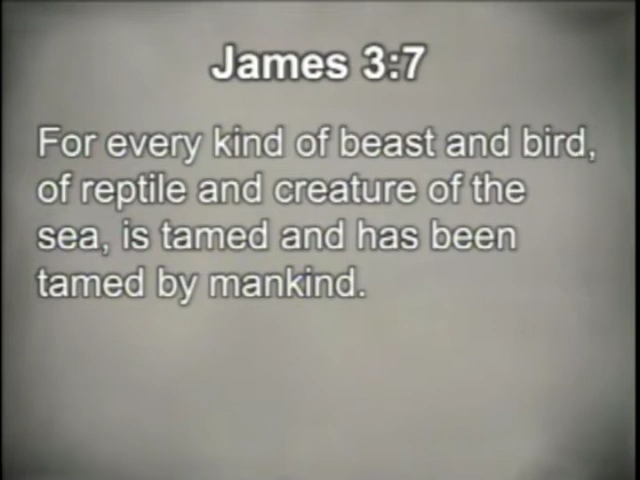 James 3:7
For every kind of beast and bird,
of reptile and creature of the
sea, is tamed and has been
tamed by mankind.